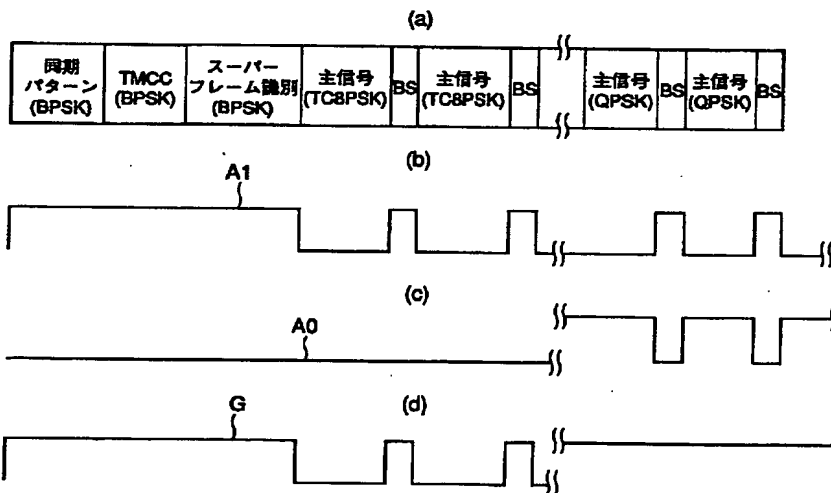 (a)
同期
パターン
(BPSK)
TMCC
(BPSK)
スーパー
フレーム識別
(BPSK)
主信号
(TC8PSK)
BS
主信号
(TC8PSK)
BS
主信号
(QPSK)
BS
主信号
(QPSK)
BS
(b)
A1
(c)
A0
(d)
G